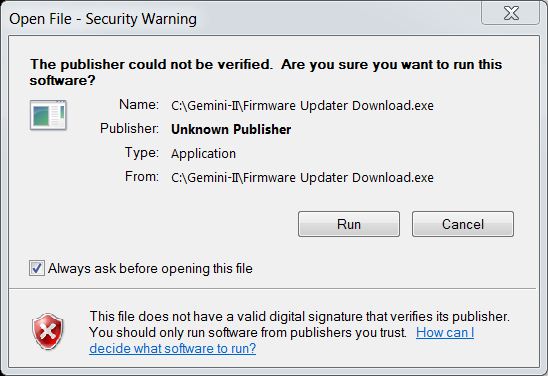 Open File - Security Warning
The publisher could not be verified.  Are you sure you want to run this
software?
Name: C:\Gemini-II\Firmware Updater Download.exe
Publisher: Unknown Publisher
Type: Application
From: C:\Gemini-II\Firmware Updater Download.exe
Run Cancel
Always ask before opening this file
This file does not have a valid digital signature that verifies its publisher.
You should only run software from publishers you trust.  How can I
decide what software to run?